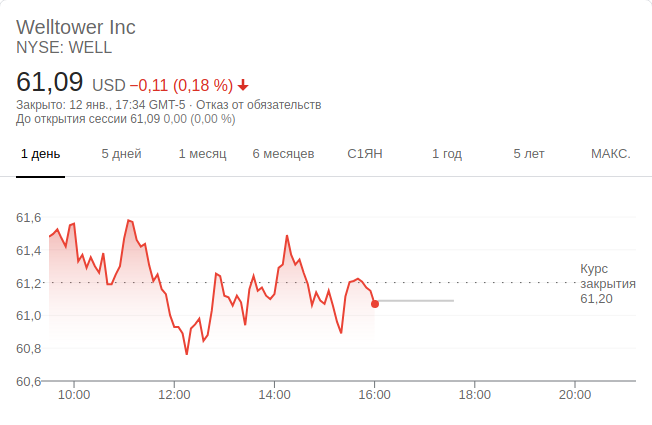 Welltower Inc
NYSE: WELL
61,09 USD −0,11 (0,18 %)
Закрыто: 12 янв., 17:34 GMT-5 · Отказ от обязательств
До открытия сессии 61,09 0,00 (0,00 %)
1 день 5 дней 1 месяц 6 месяцев С1ЯН 1 год 5 лет МАКС.
61,6
61,4
61,2
61,0
60,8
60,6
Курс
закрытия
61,20
10:00 12:00 14:00 16:00 18:00 20:00